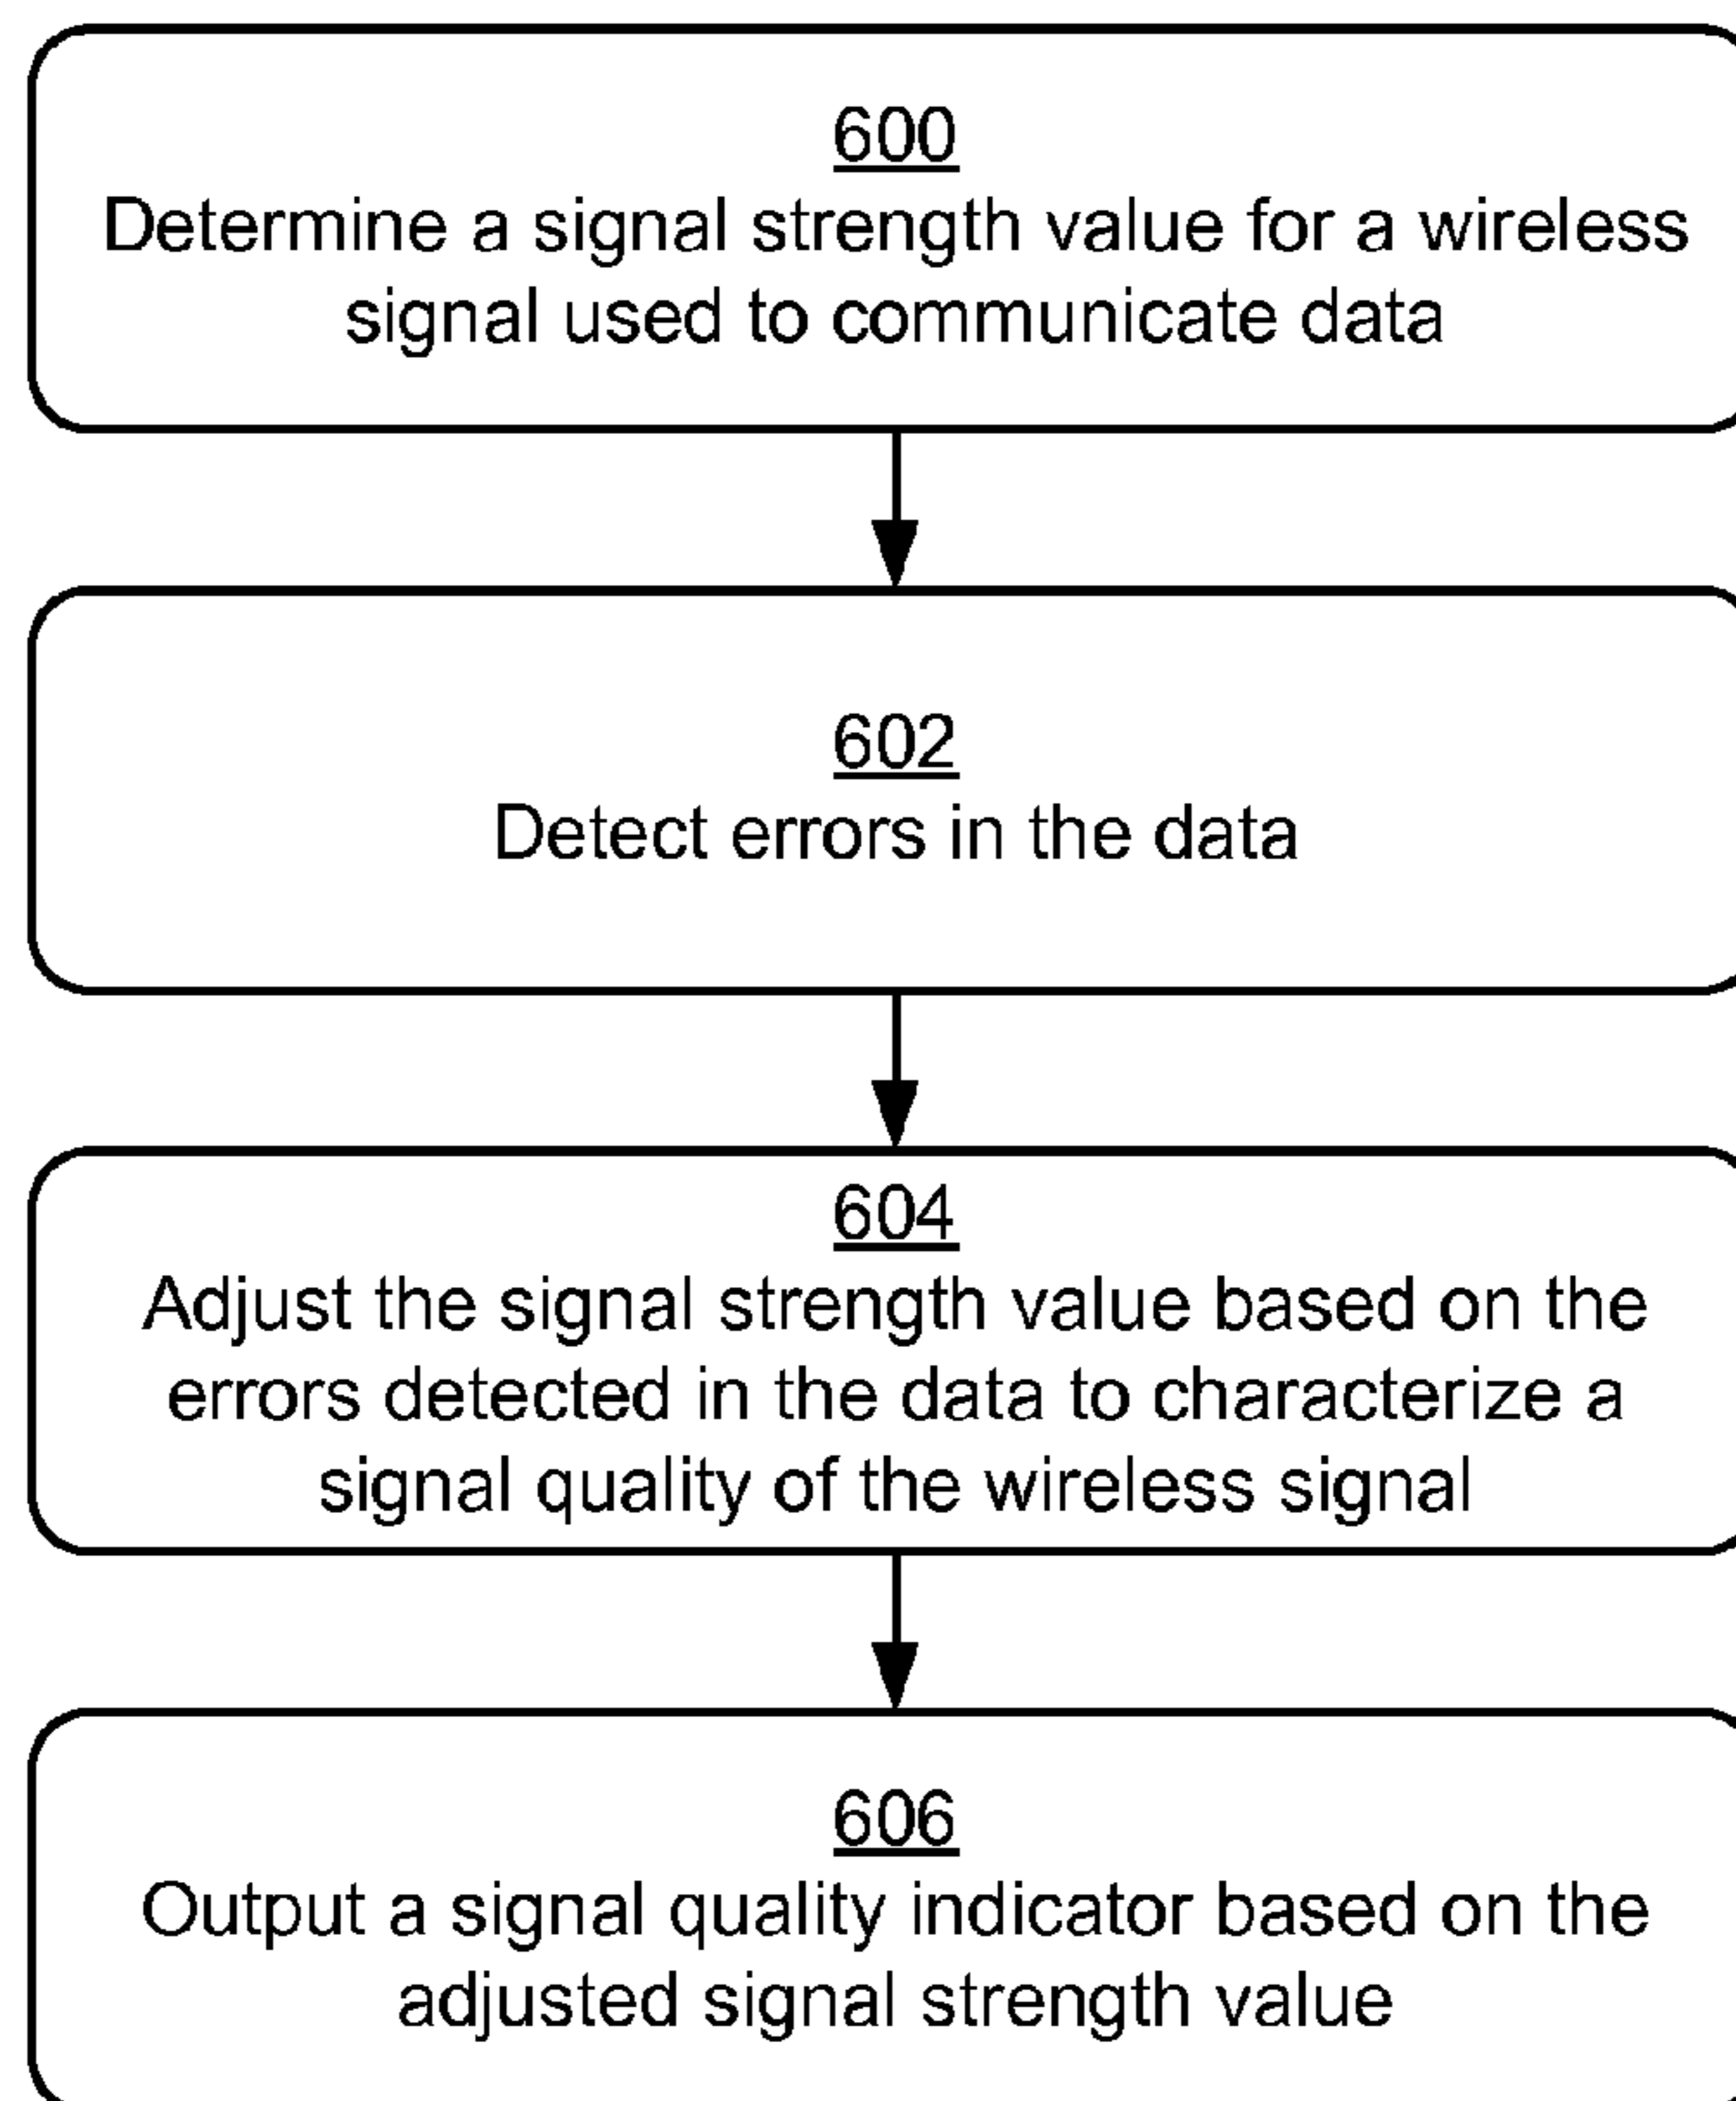 600
Determine a signal strength value for a wireless
signal used to communicate data
602
Detect errors in the data
604
Adjust the signal strength value based on the
errors detected in the data to characterize a
signal quality of the wireless signal
606
Output a signal quality indicator based on the
adjusted signal strength value